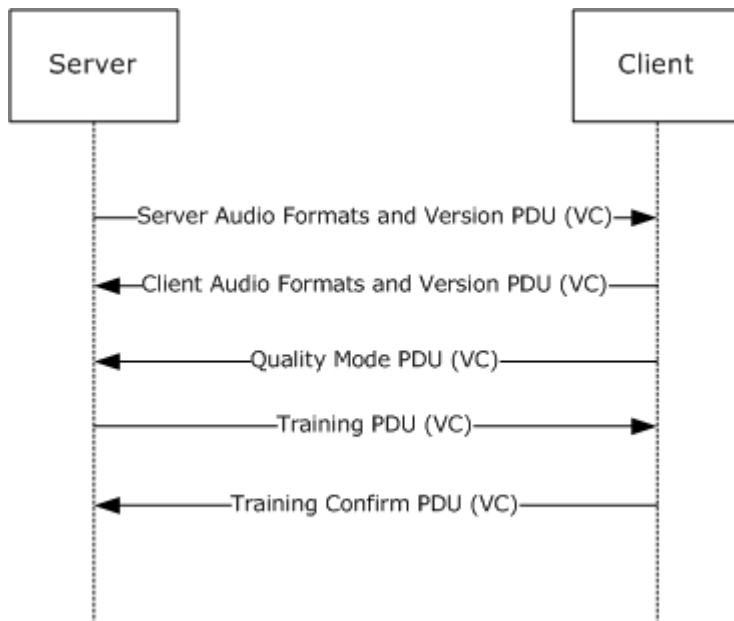 Server
Client
Server Audio Formats and Version PDU (VC)
Client Audio Formats and Version PDU (VC)
Quality Mode PDU (VC)
Training PDU (VC)
Training Confirm PDU (VC)